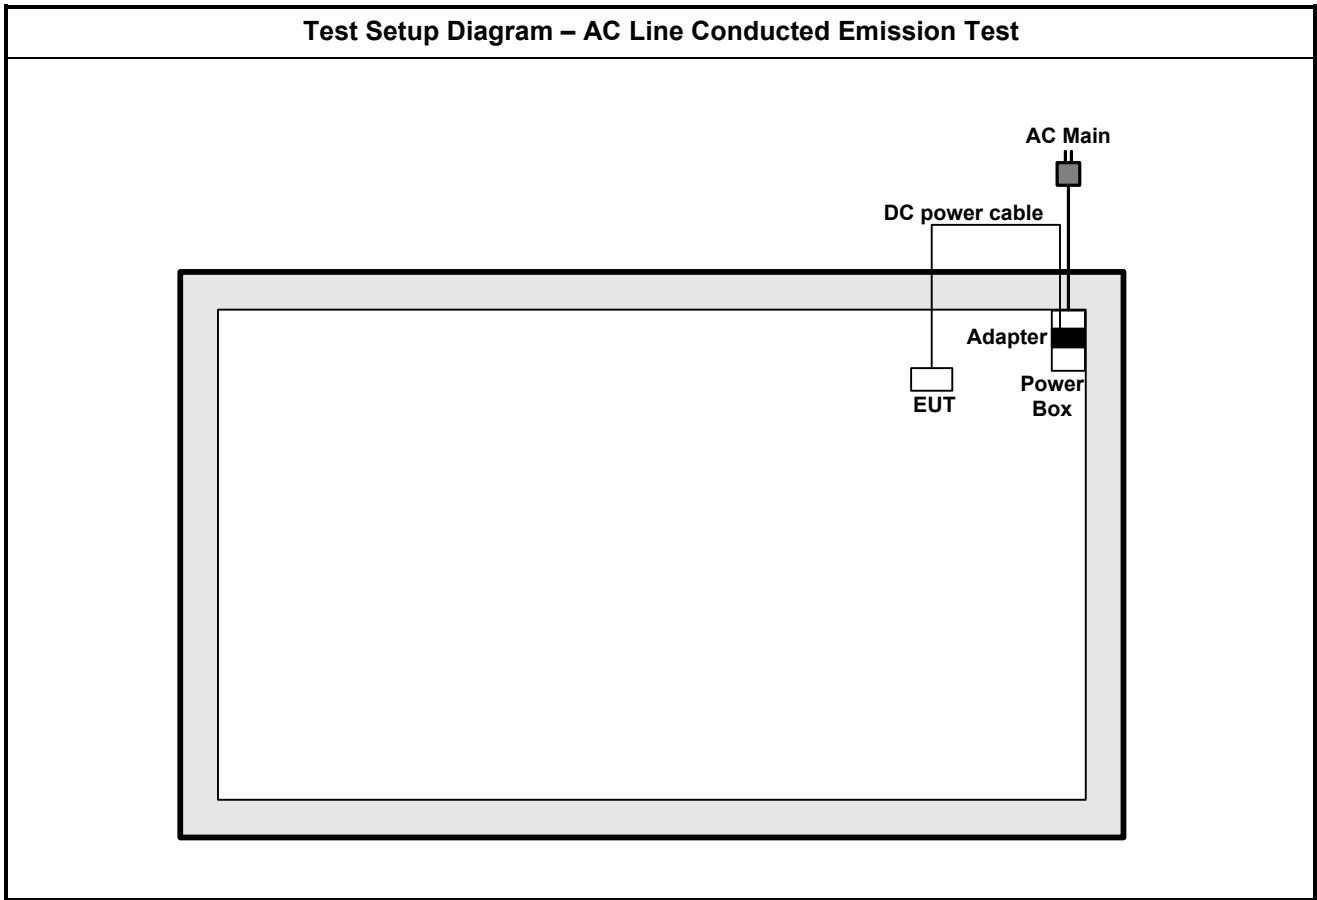 Test Setup Diagram – AC Line Conducted Emission Test
AC Main
DC power cable
Adapter
Power
Box
EUT